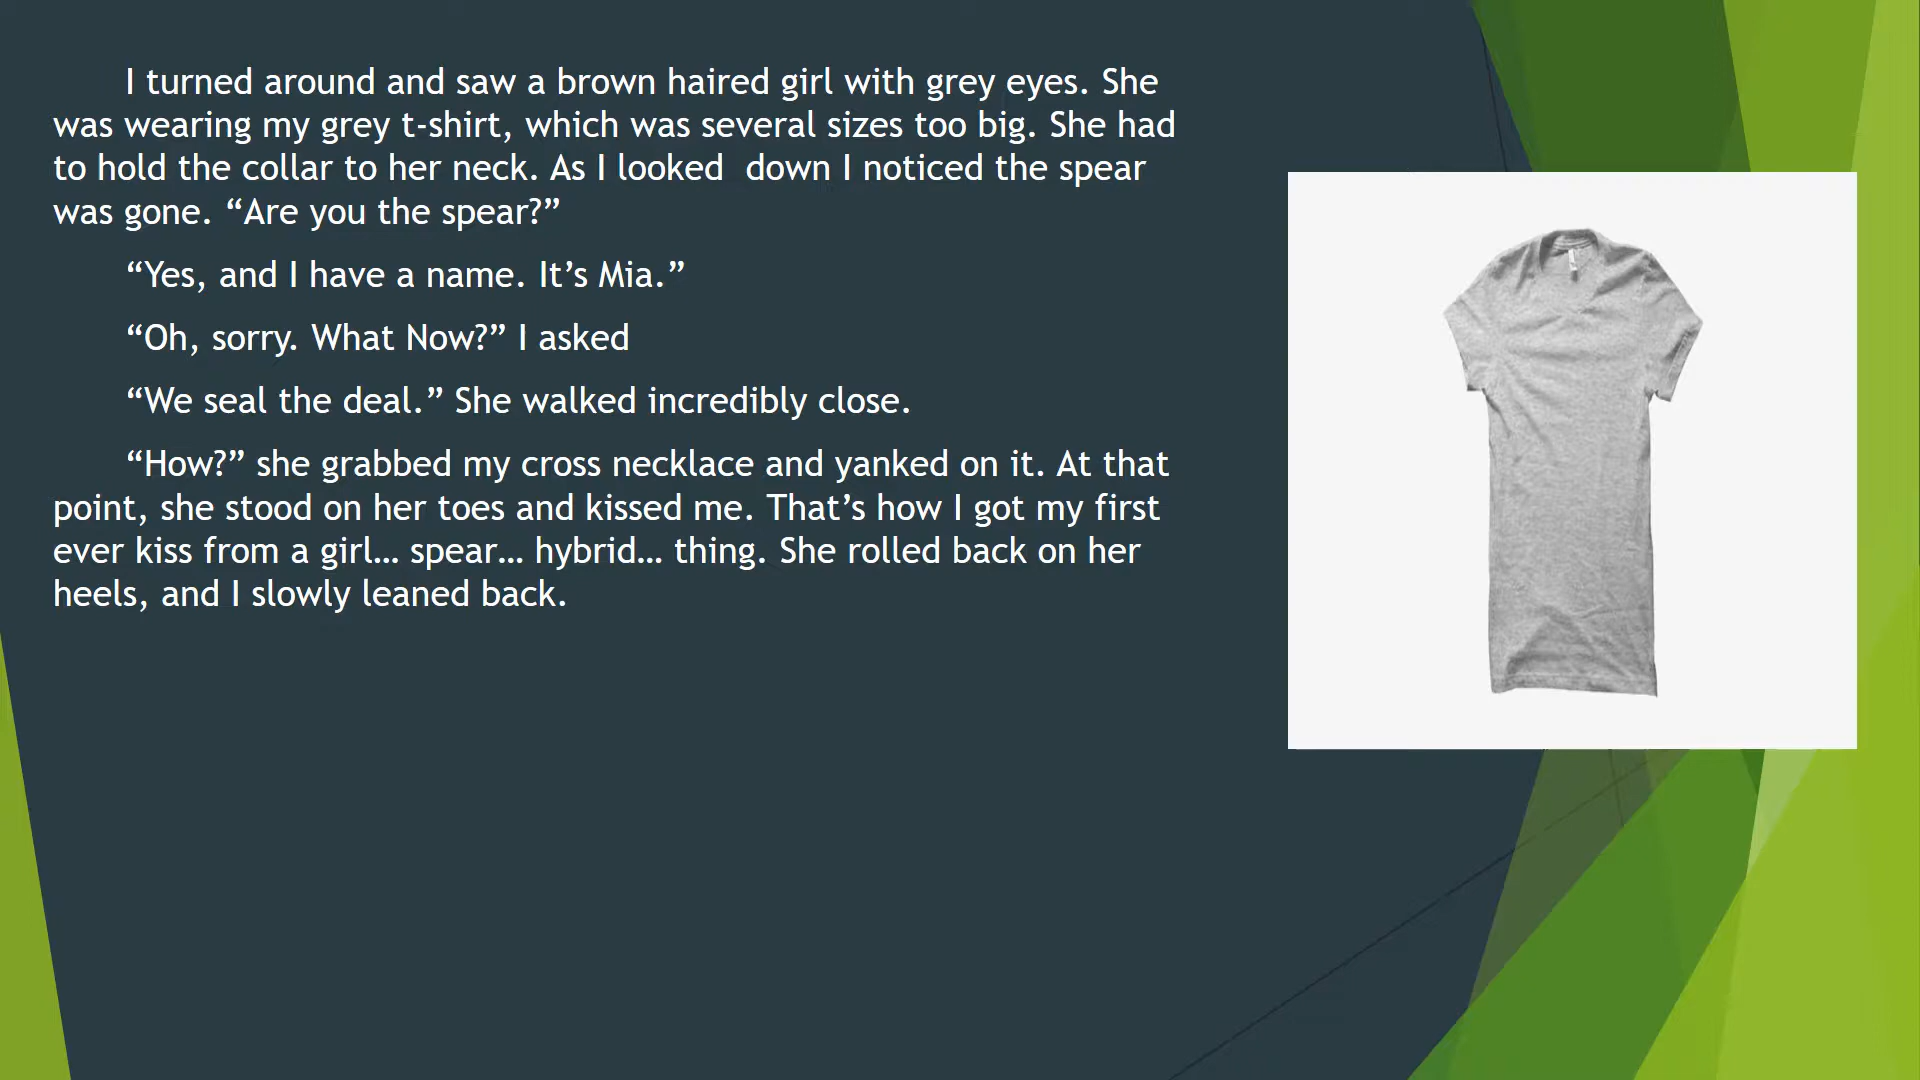 I turned around and saw a brown haired girl with grey eyes. She
was wearing my grey t-shirt, which was several sizes too big. She had
to hold the collar to her neck. As I looked  down I noticed the spear
was gone. “Are you the spear?”
“Yes, and I have a name. It’s Mia.”
“Oh, sorry. What Now?” I asked
“We seal the deal.” She walked incredibly close.
“How?” she grabbed my cross necklace and yanked on it. At that
point, she stood on her toes and kissed me. That’s how I got my first
ever kiss from a girl… spear… hybrid… thing. She rolled back on her
heels, and I slowly leaned back.